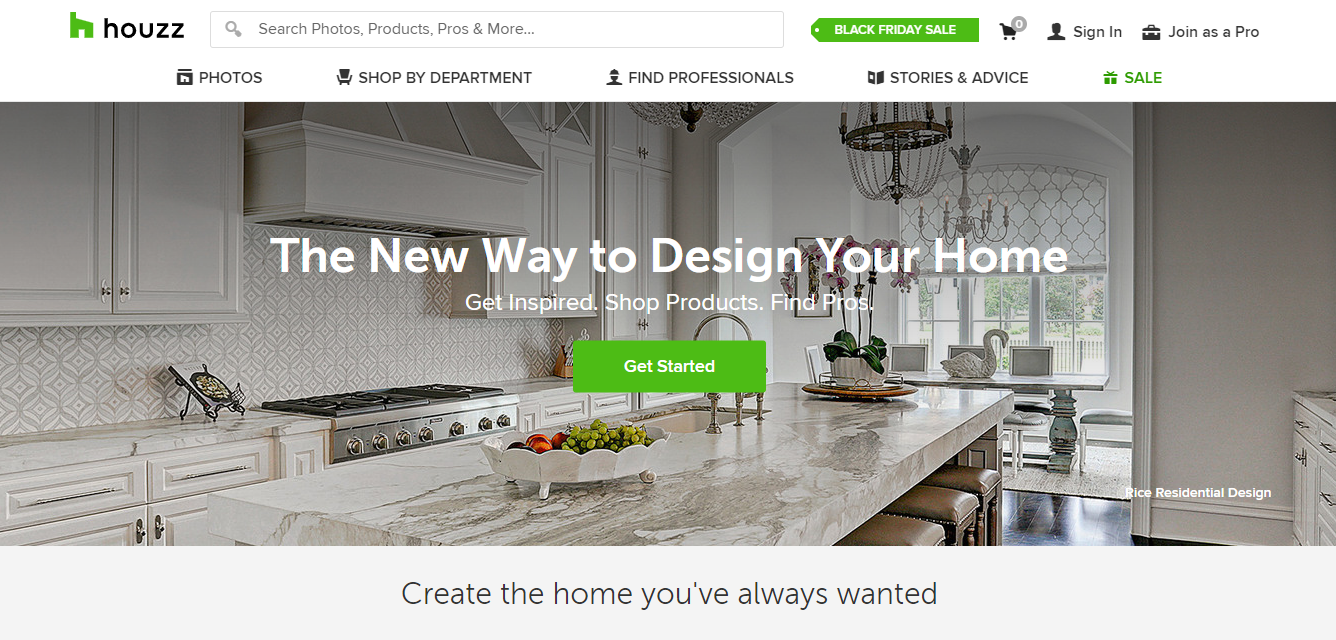 houzz
Search Photos, Products, Pros & More...
BLACK FRIDAY SALE
0
Sign In
Join as a Pro
PHOTOS
SHOP BY DEPARTMENT
FIND PROFESSIONALS
STORIES & ADVICE
SALE
The New Way to Design Your Home
Get Inspired. Shop Products. Find Pros.
Get Started
Rice Residential Design
Create the home you've always wanted